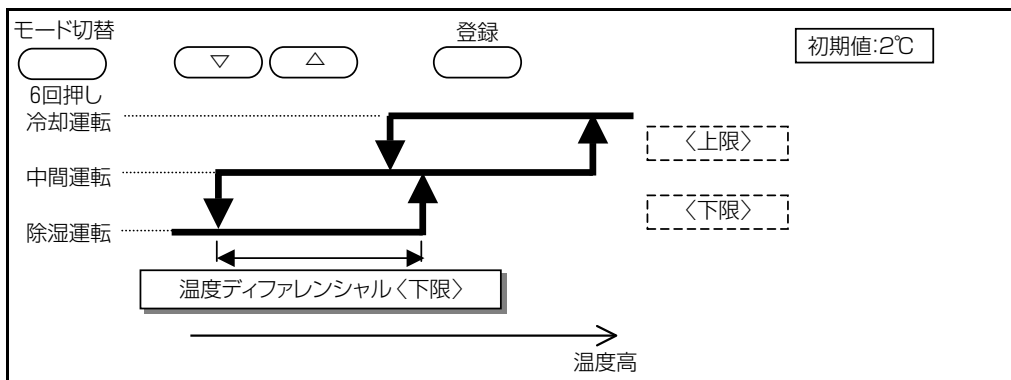 モード切替
▽
△
登録
初期値:2℃
6回押し
冷却運転
〈上限〉
中間運転
〈下限〉
除湿運転
温度ディファレンシャル〈下限〉
温度高